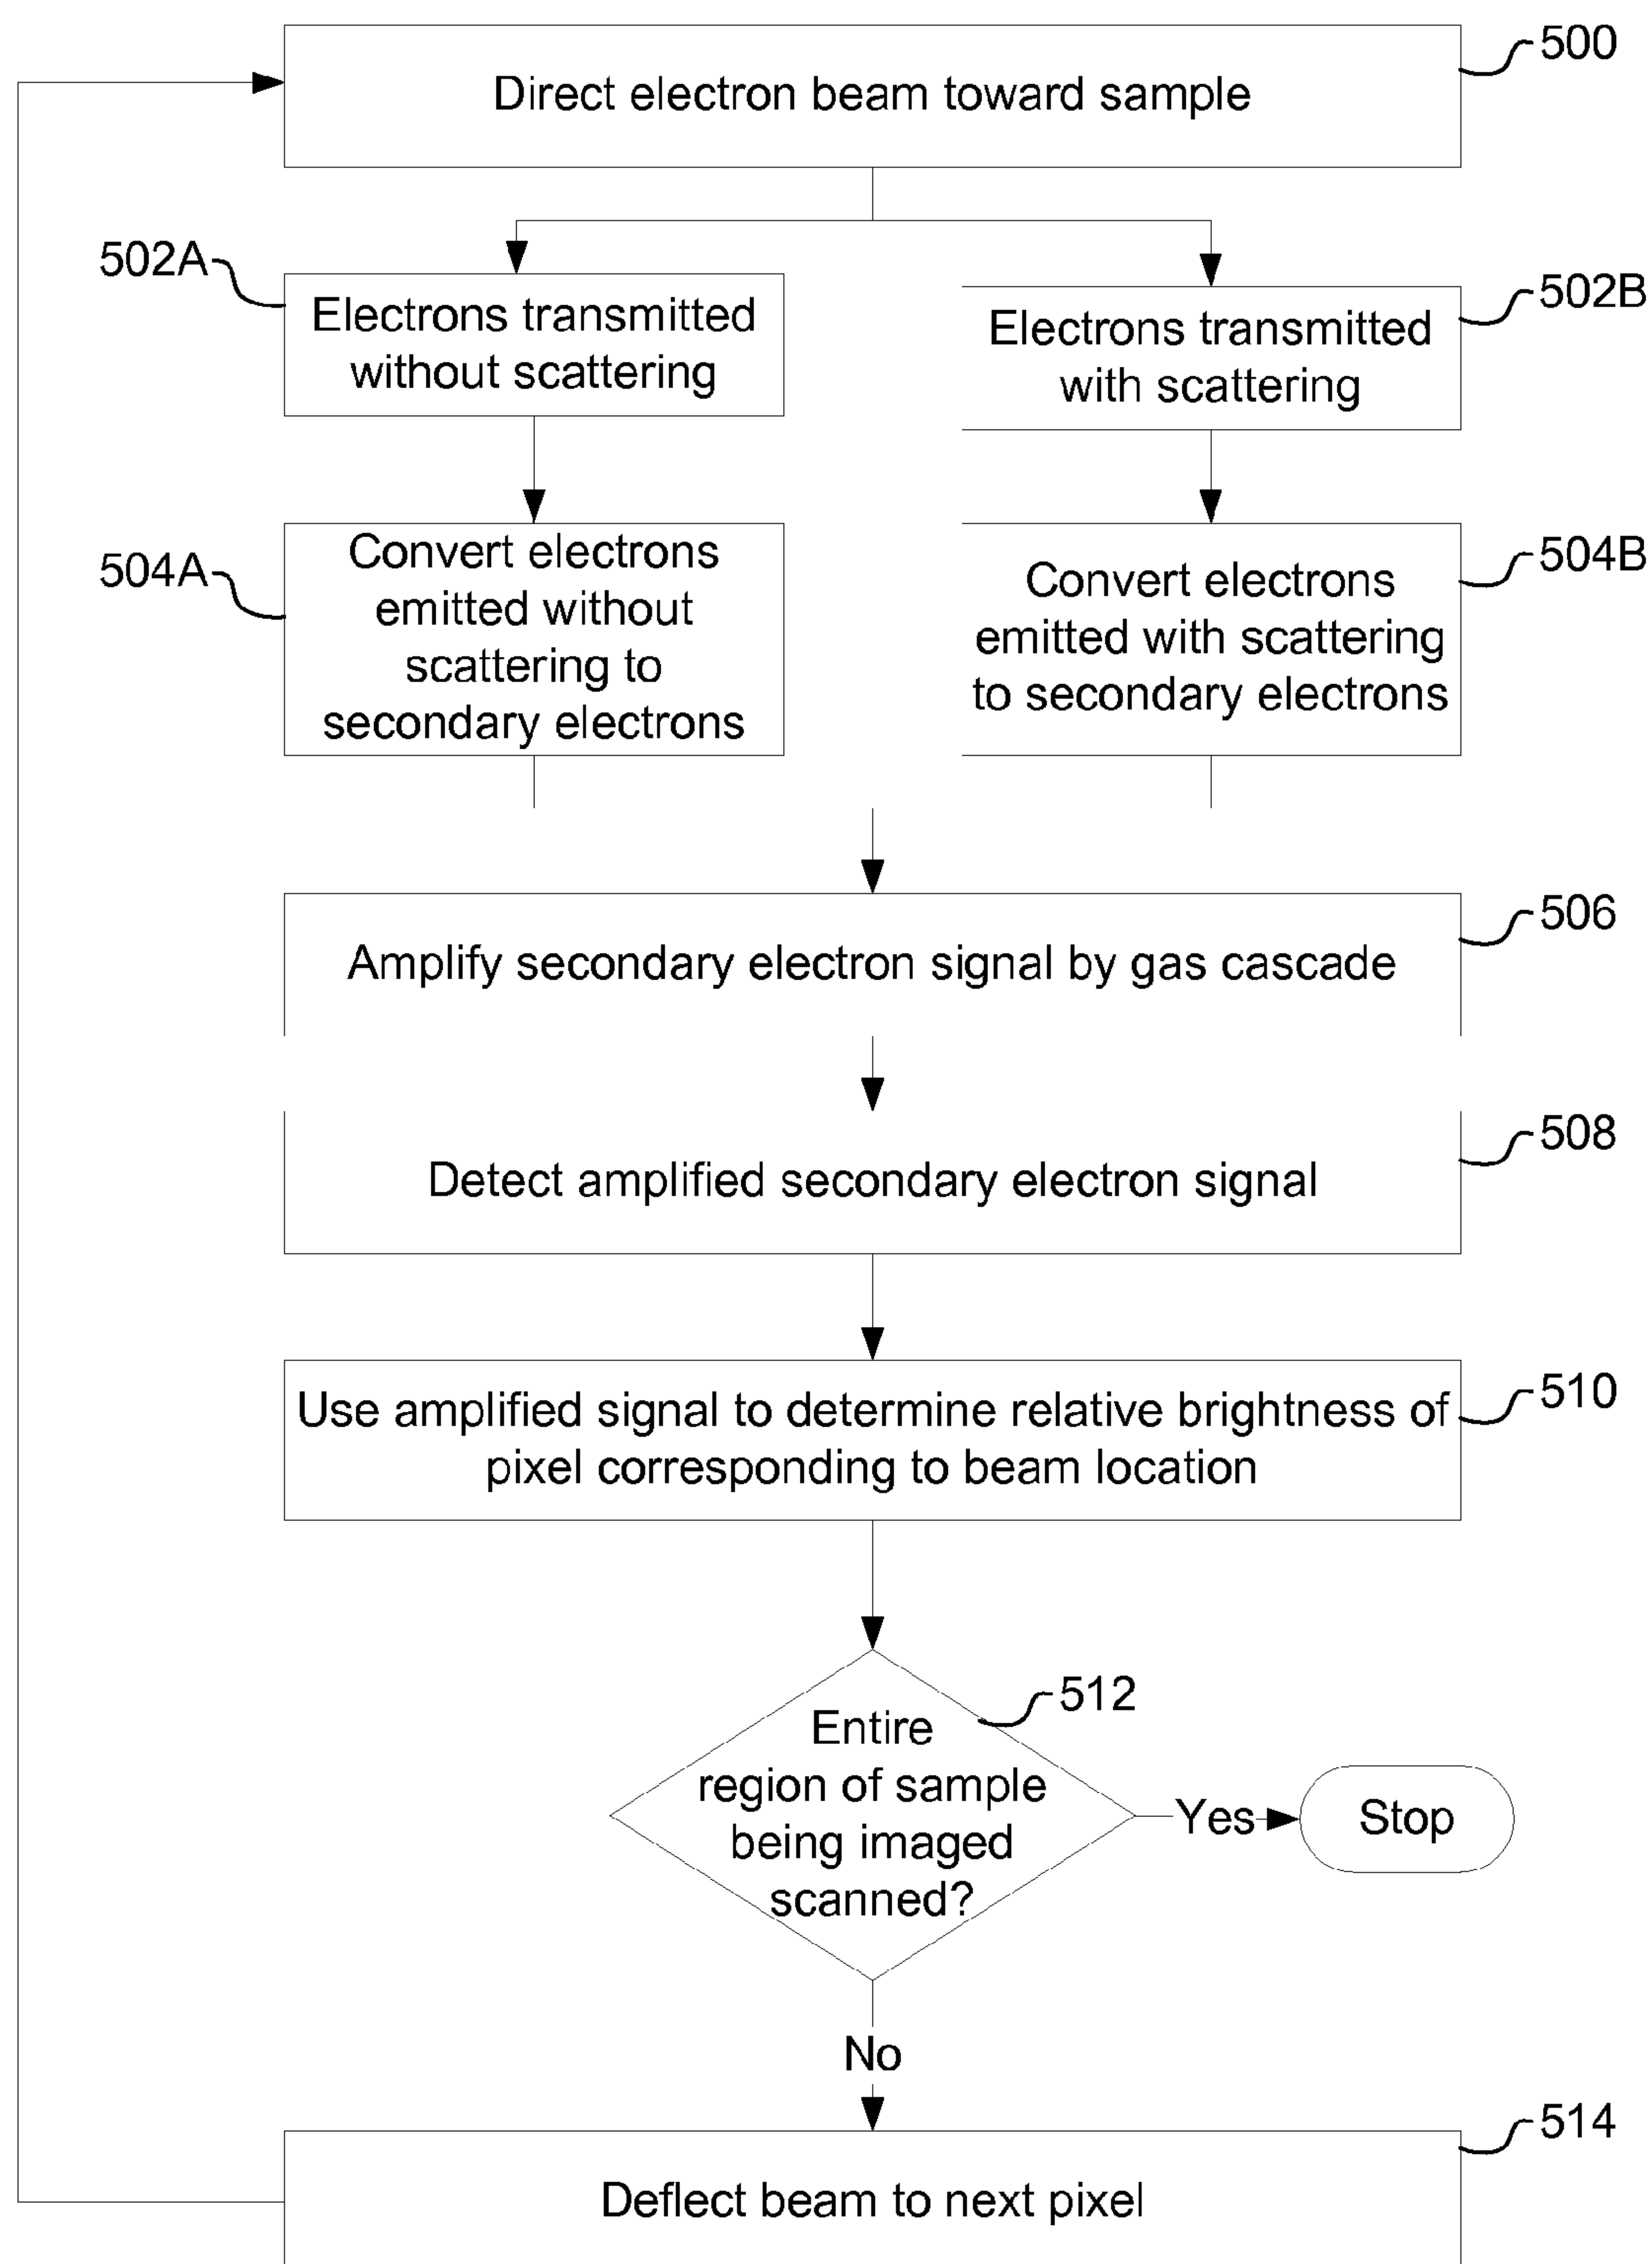 500
Direct electron beam toward sample
502A
Electrons transmitted
without scattering
502B
Electrons transmitted
with scattering
504A
Convert electrons
emitted without
scattering to
secondary electrons
504B
Convert electrons
emitted with scattering
to secondary electrons
506
Amplify secondary electron signal by gas cascade
508
Detect amplified secondary electron signal
510
Use amplified signal to determine relative brightness of
pixel corresponding to beam location
512
Entire
region of sample
being imaged
scanned?
Yes
Stop
No
514
Deflect beam to next pixel